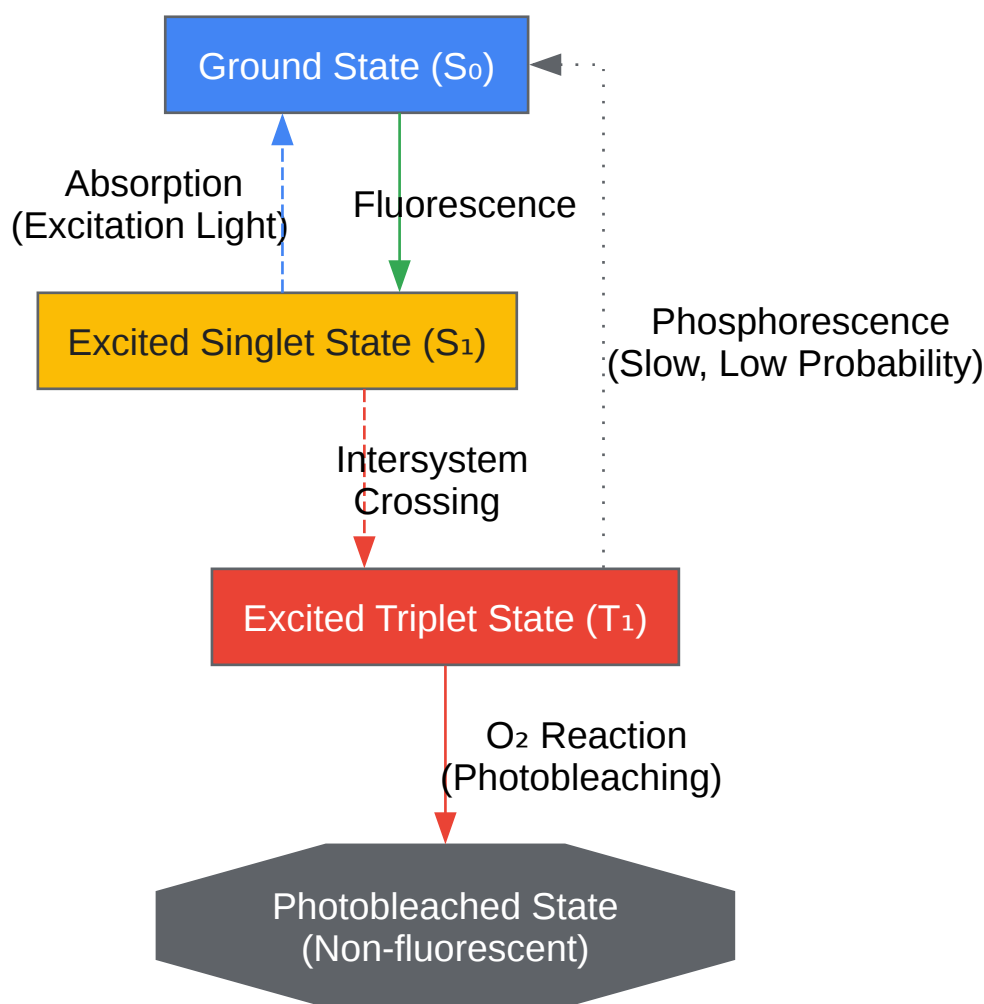 Ground State (S₀)
Absorption
(Excitation Light)
Fluorescence
Excited Singlet State (S₁)
Phosphorescence
(Slow, Low Probability)
Intersystem
Crossing
Excited Triplet State (T₁)
O₂ Reaction
(Photobleaching)
Photobleached State
(Non-fluorescent)